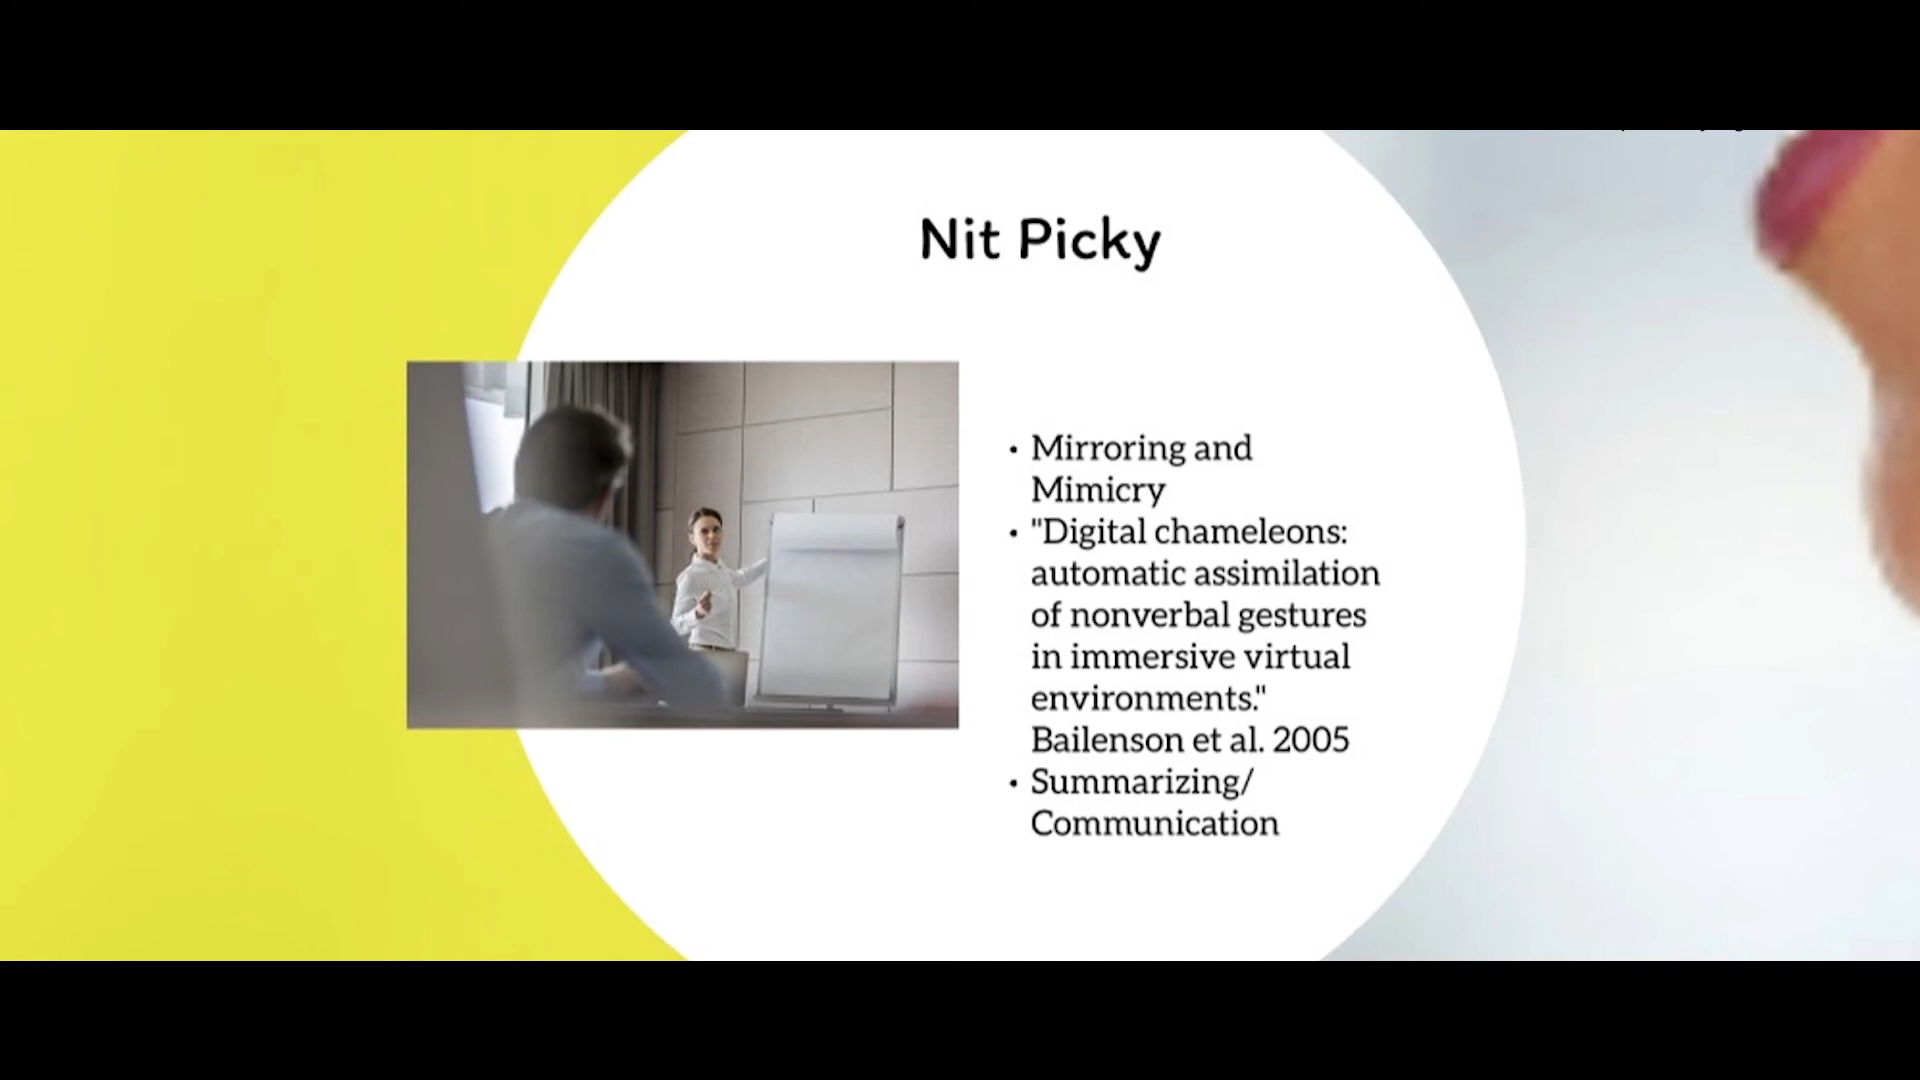 Nit Picky
• Mirroring and
Mimicry
• "Digital chameleons:
automatic assimilation
of nonverbal gestures
in immersive virtual
environments."
Bailenson et al. 2005
• Summarizing/
Communication